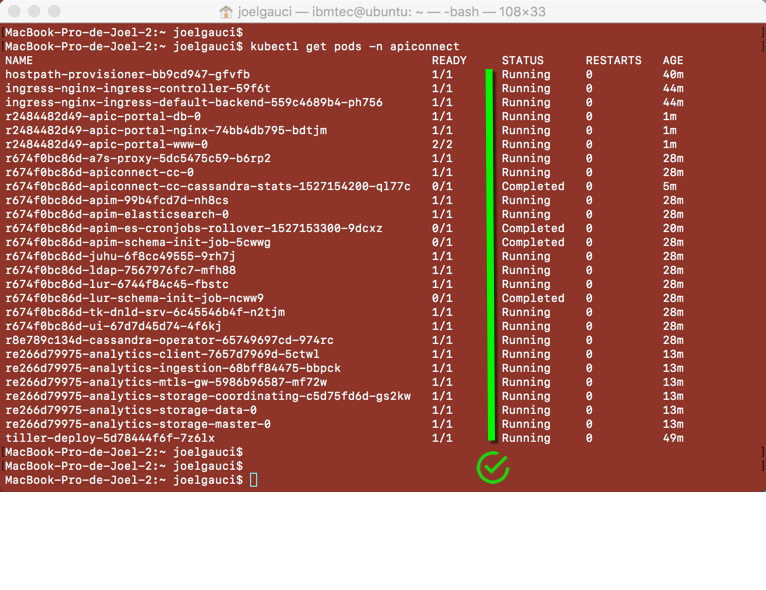 joelgauci — ibmtec@ubuntu: ~ — -bash — 108×33
[MacBook-Pro-de-Joel-2:~ joelgauci$ ]
[MacBook-Pro-de-Joel-2:~ joelgauci$ kubectl get pods -n apiconnect ]
NAME READY STATUS RESTARTS AGE
hostpath-provisioner-bb9cd947-gfvfb 1/1 Running 0 40m
ingress-nginx-ingress-controller-59f6t 1/1 Running 0 44m
ingress-nginx-ingress-default-backend-559c4689b4-ph756 1/1 Running 0 44m
r2484482d49-apic-portal-db-0 1/1 Running 0 1m
r2484482d49-apic-portal-nginx-74bb4db795-bdtjm 1/1 Running 0 1m
r2484482d49-apic-portal-www-0 2/2 Running 0 1m
r674f0bc86d-a7s-proxy-5dc5475c59-b6rp2 1/1 Running 0 28m
r674f0bc86d-apiconnect-cc-0 1/1 Running 0 28m
r674f0bc86d-apiconnect-cc-cassandra-stats-1527154200-ql77c 0/1 Completed 0 5m
r674f0bc86d-apim-99b4fcd7d-nh8cs 1/1 Running 0 28m
r674f0bc86d-apim-elasticsearch-0 1/1 Running 0 28m
r674f0bc86d-apim-es-cronjobs-rollover-1527153300-9dcxz 0/1 Completed 0 20m
r674f0bc86d-apim-schema-init-job-5cwwg 0/1 Completed 0 28m
r674f0bc86d-juhu-6f8cc49555-9rh7j 1/1 Running 0 28m
r674f0bc86d-ldap-7567976fc7-mfh88 1/1 Running 0 28m
r674f0bc86d-lur-6744f84c45-fbstc 1/1 Running 0 28m
r674f0bc86d-lur-schema-init-job-ncww9 0/1 Completed 0 28m
r674f0bc86d-tk-dnld-srv-6c45546b4f-n2tjm 1/1 Running 0 28m
r674f0bc86d-ui-67d7d45d74-4f6kj 1/1 Running 0 28m
r8e789c134d-cassandra-operator-65749697cd-974rc 1/1 Running 0 28m
re266d79975-analytics-client-7657d7969d-5ctwl 1/1 Running 0 13m
re266d79975-analytics-ingestion-68bff84475-bbpck 1/1 Running 0 13m
re266d79975-analytics-mtls-gw-5986b96587-mf72w 1/1 Running 0 13m
re266d79975-analytics-storage-coordinating-c5d75fd6d-gs2kw 1/1 Running 0 13m
re266d79975-analytics-storage-data-0 1/1 Running 0 13m
re266d79975-analytics-storage-master-0 1/1 Running 0 13m
tiller-deploy-5d78444f6f-7z6lx 1/1 Running 0 49m
[MacBook-Pro-de-Joel-2:~ joelgauci$ ]
[MacBook-Pro-de-Joel-2:~ joelgauci$ ]
MacBook-Pro-de-Joel-2:~ joelgauci$